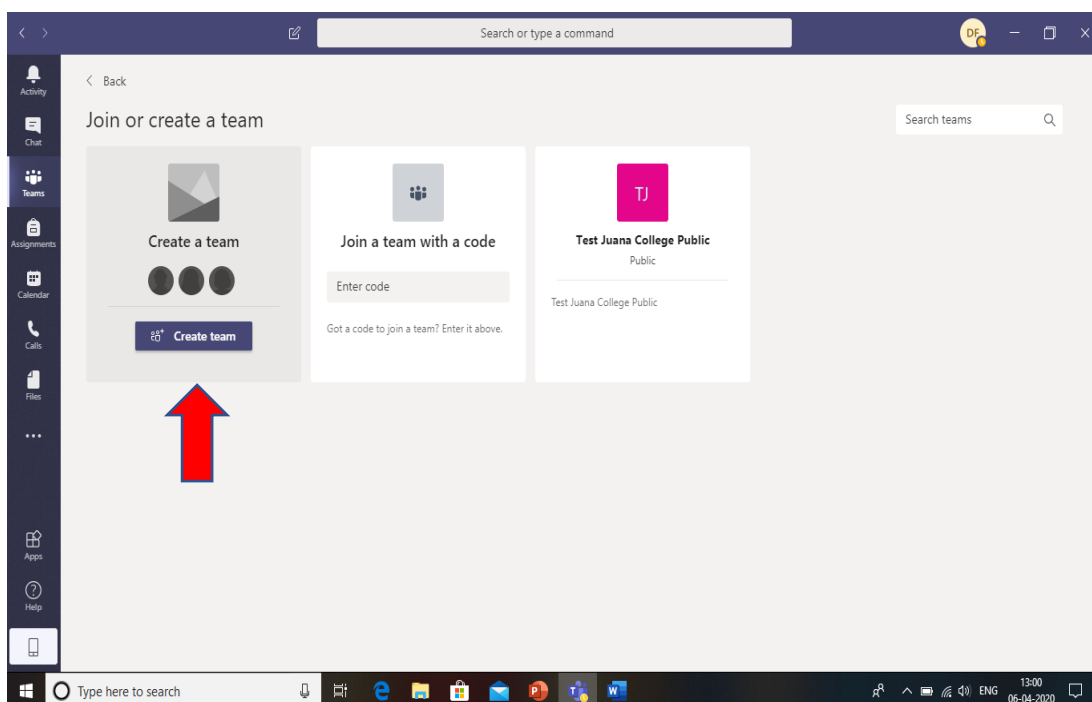 Search or type a command
DF
Activity
Chat
Teams
Assignments
Calendar
Calls
Files
Apps
Help
Back
Join or create a team
Search teams
Create a team
Create team
Join a team with a code
Enter code
Got a code to join a team? Enter it above.
TJ
Test Juana College Public
Public
Test Juana College Public
Type here to search
ENG
13:00
06-04-2020